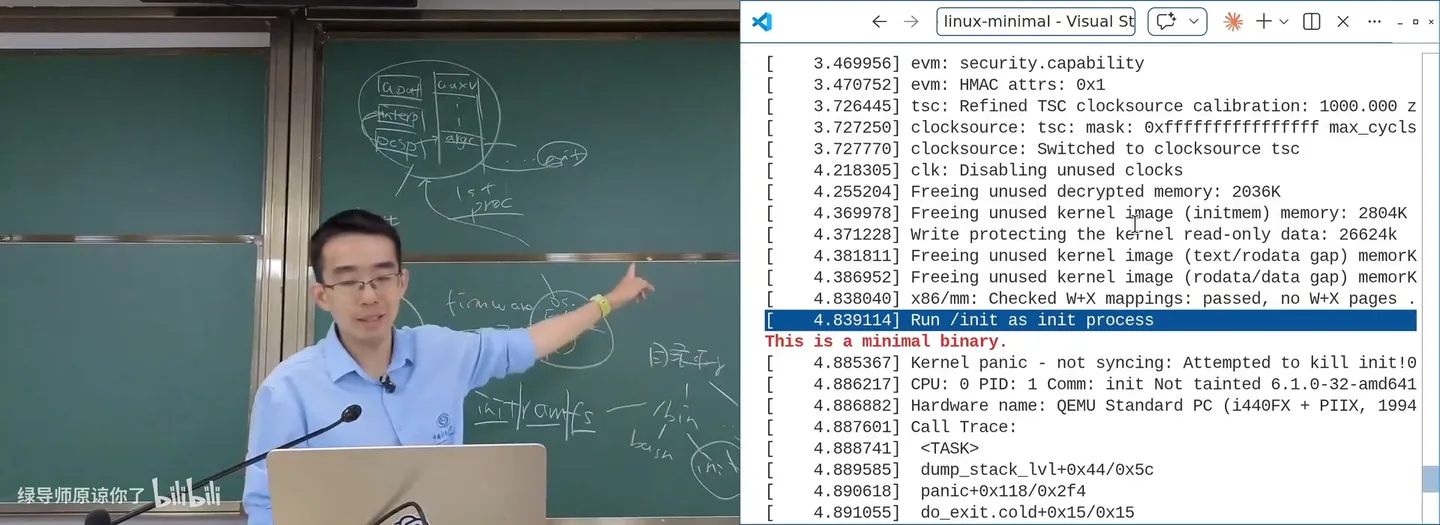 a.out auxv
interp
pcsp argc
exit
1st
proc
firmware OS
initramfs — /bin
bash init
绿导师原谅你了 bilibili
← → linux-minimal - Visual St
[    3.469956] evm: security.capability
[    3.470752] evm: HMAC attrs: 0x1
[    3.726445] tsc: Refined TSC clocksource calibration: 1000.000 z
[    3.727250] clocksource: tsc: mask: 0xffffffffffffffff max_cycls
[    3.727770] clocksource: Switched to clocksource tsc
[    4.218305] clk: Disabling unused clocks
[    4.255204] Freeing unused decrypted memory: 2036K
[    4.369978] Freeing unused kernel image (initmem) memory: 2804K
[    4.371228] Write protecting the kernel read-only data: 26624k
[    4.381811] Freeing unused kernel image (text/rodata gap) memorK
[    4.386952] Freeing unused kernel image (rodata/data gap) memorK
[    4.838040] x86/mm: Checked W+X mappings: passed, no W+X pages .
[    4.839114] Run /init as init process
This is a minimal binary.
[    4.885367] Kernel panic - not syncing: Attempted to kill init!0
[    4.886217] CPU: 0 PID: 1 Comm: init Not tainted 6.1.0-32-amd641
[    4.886882] Hardware name: QEMU Standard PC (i440FX + PIIX, 1994
[    4.887601] Call Trace:
[    4.888741]  <TASK>
[    4.889585]  dump_stack_lvl+0x44/0x5c
[    4.890618]  panic+0x118/0x2f4
[    4.891055]  do_exit.cold+0x15/0x15